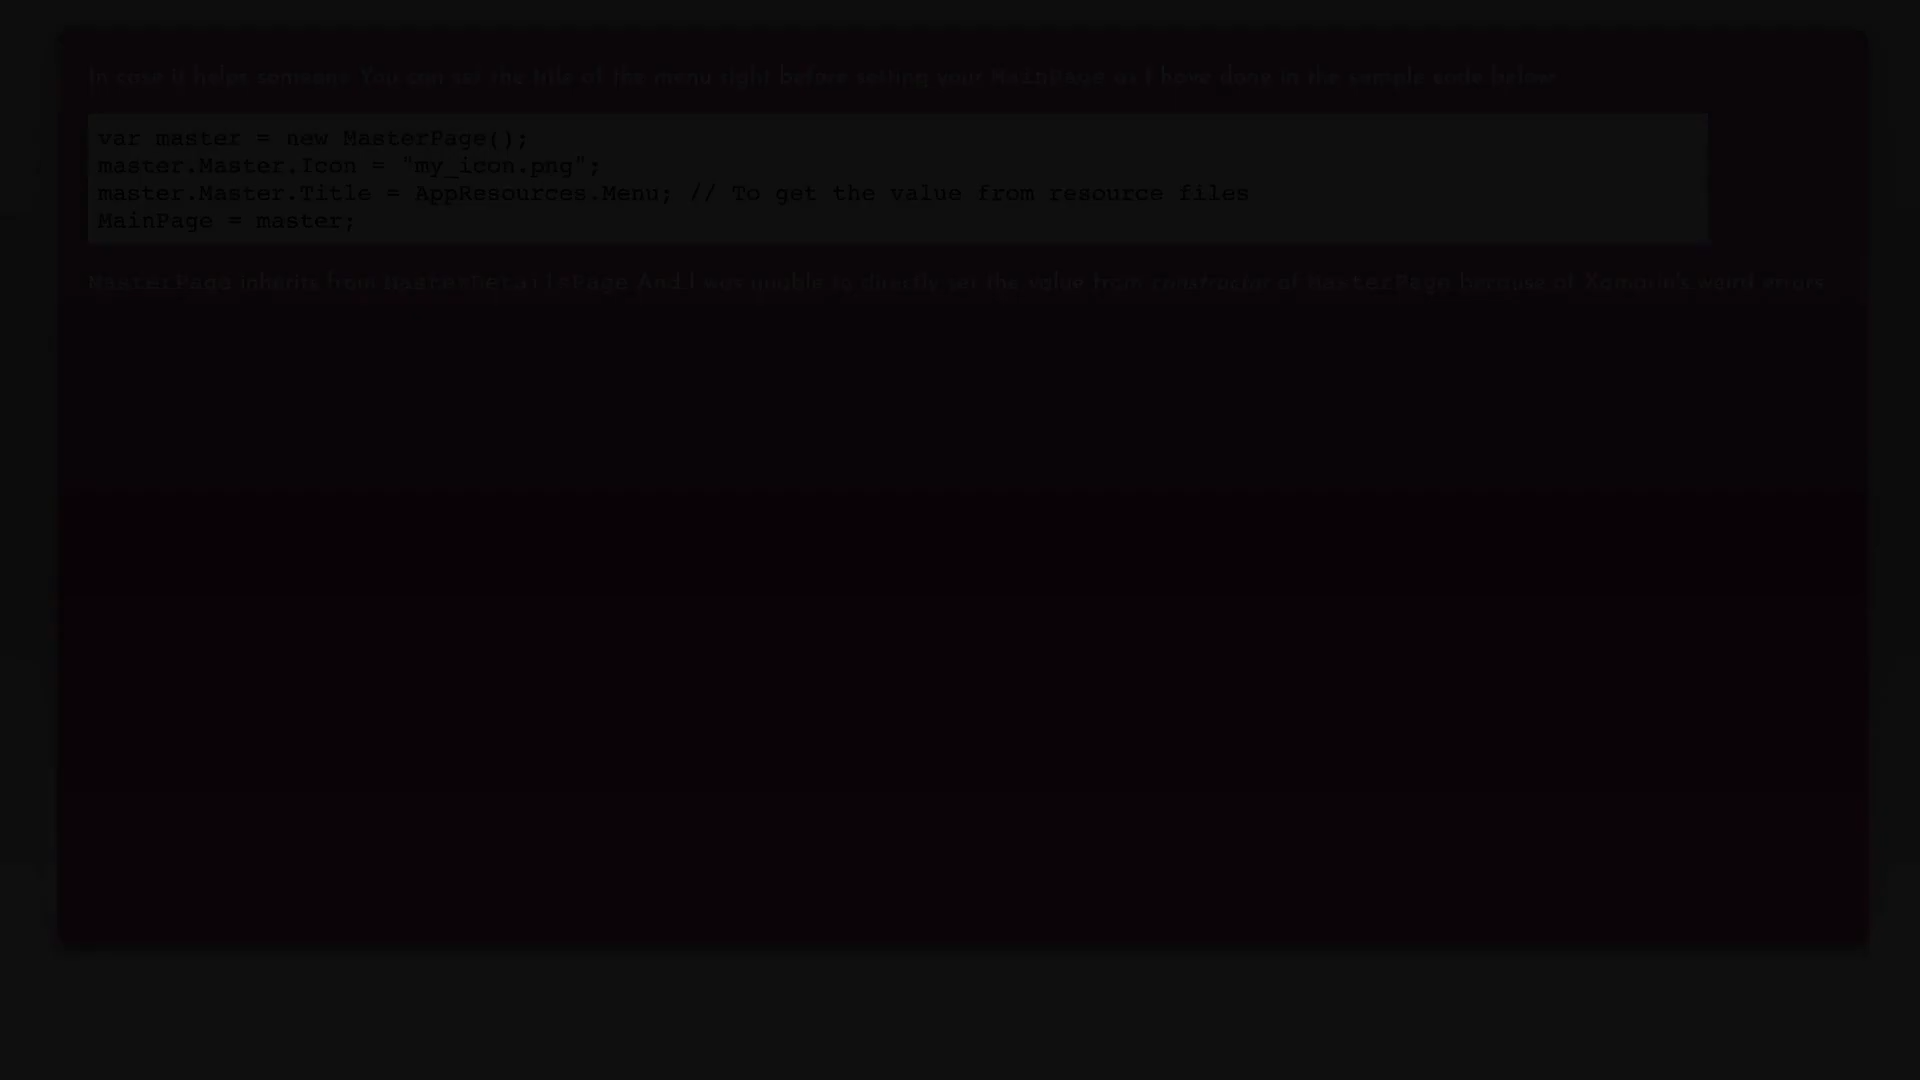 In case it helps someone You can set the title of the menu right before setting your MainPage as I have done in the sample code below
var master = new MasterPage();
master.Master.Icon = "my_icon.png";
master.Master.Title = AppResources.Menu; // To get the value from resource files
MainPage = master;
MasterPage inherits from MasterDetailsPage And I was unable to directly set the value from constructor of MasterPage because of Xamarin's weird errors